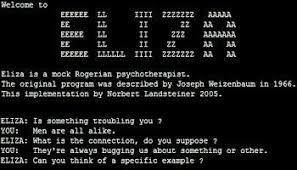 Welcome to
EEEEEE LL IIII ZZZZZZZ AAAAA
EE LL II ZZ AA AA
EEEEE LL II ZZZ AAAAAAA
EE LL II ZZ AA AA
EEEEEE LLLLLL IIII ZZZZZZZ AA AA
Eliza is a mock Rogerian psychotherapist.
The original program was described by Joseph Weizenbaum in 1966.
This implementation by Norbert Landsteiner 2005.
ELIZA: Is something troubling you ?
YOU: Men are all alike.
ELIZA: What is the connection, do you suppose ?
YOU: They're always bugging us about something or other.
ELIZA: Can you think of a specific example ?